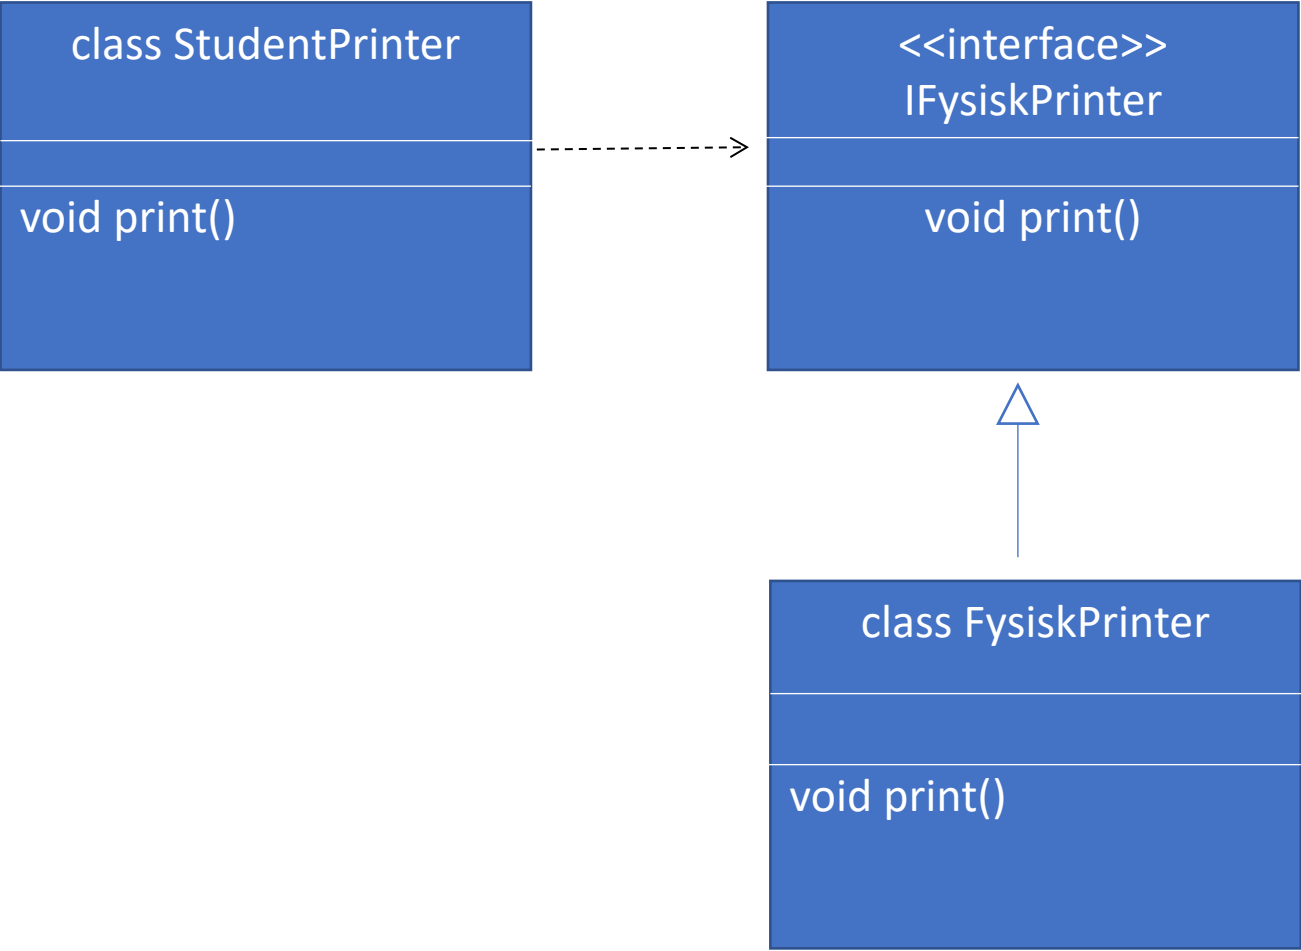 class StudentPrinter
void print()
<<interface>>
IFysiskPrinter
void print()
class FysiskPrinter
void print()